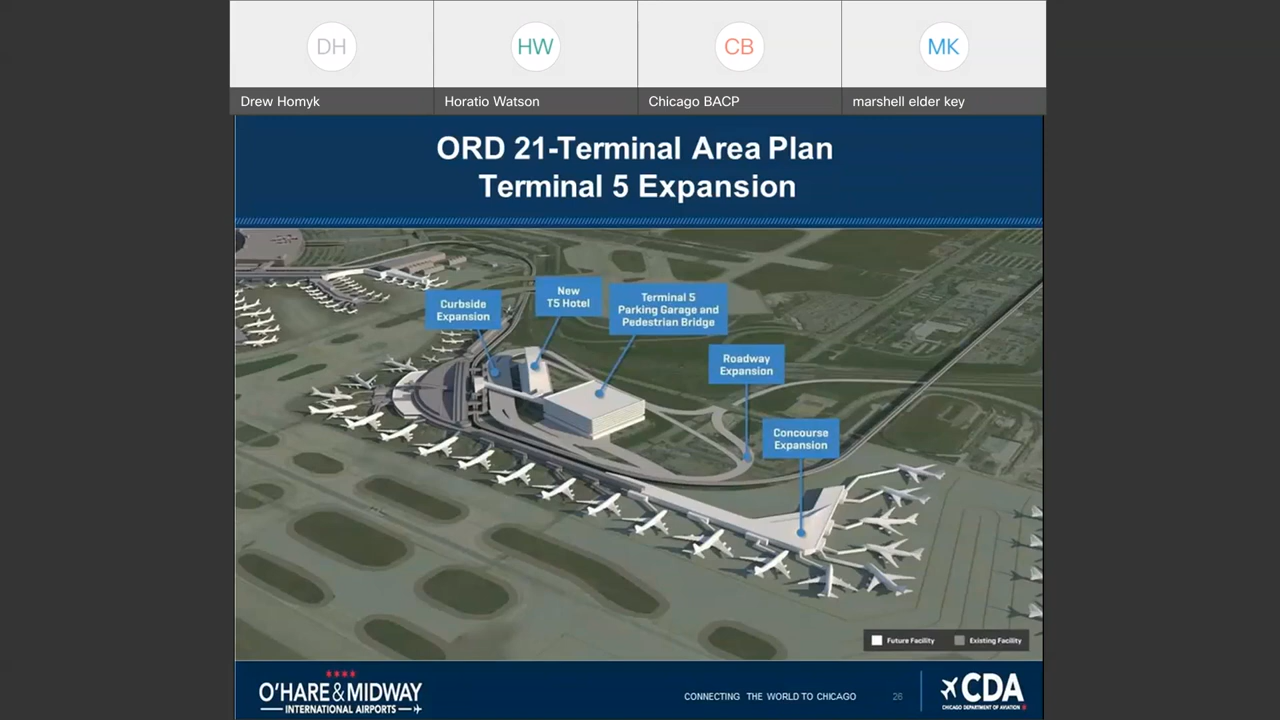 DH
HW
CB
MK
Drew Homyk
Horatio Watson
Chicago BACP
marshell elder key
ORD 21-Terminal Area Plan
Terminal 5 Expansion
Curbside
Expansion
New
T5 Hotel
Terminal 5
Parking Garage and
Pedestrian Bridge
Roadway
Expansion
Concourse
Expansion
Future Facility
Existing Facility
O'HARE & MIDWAY
INTERNATIONAL AIRPORTS
CONNECTING THE WORLD TO CHICAGO
26
CDA
CHICAGO DEPARTMENT OF AVIATION